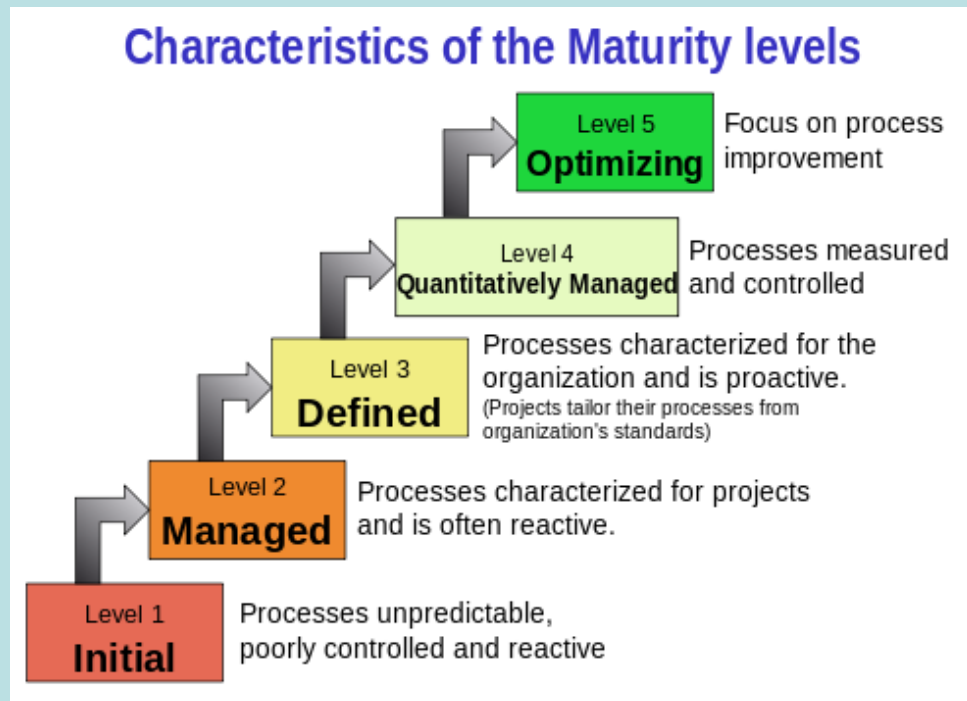 Characteristics of the Maturity levels
Level 5
Optimizing
Focus on process
improvement
Level 4
Quantitatively Managed
Processes measured
and controlled
Level 3
Defined
Processes characterized for the
organization and is proactive.
(Projects tailor their processes from
organization's standards)
Level 2
Managed
Processes characterized for projects
and is often reactive.
Level 1
Initial
Processes unpredictable,
poorly controlled and reactive